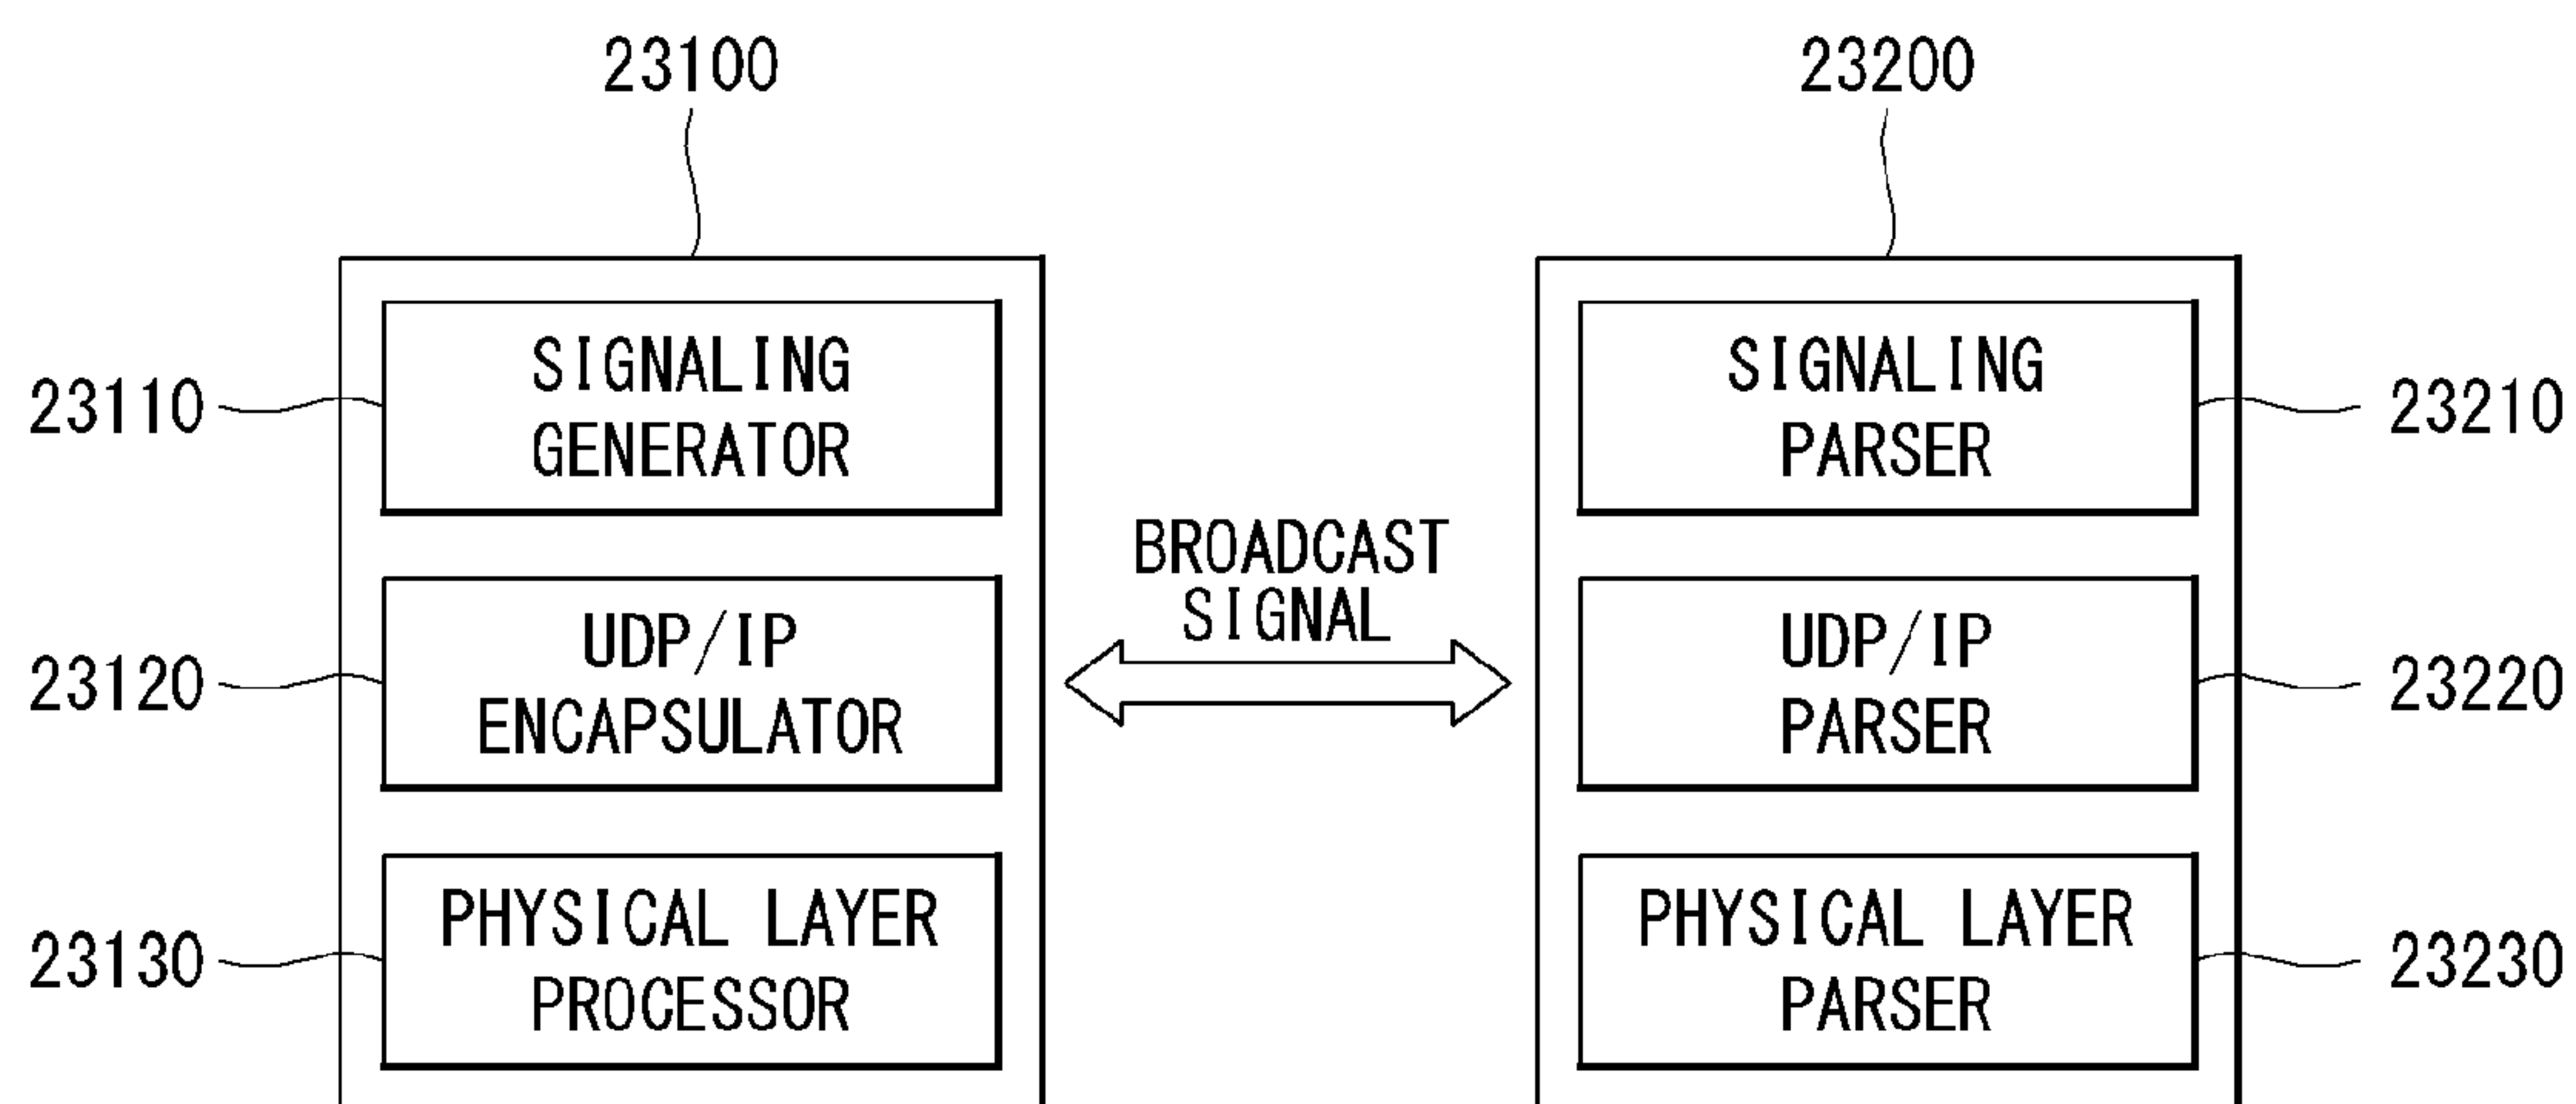 23100
23200
23110
SIGNALING
GENERATOR
SIGNALING
PARSER
23210
BROADCAST
SIGNAL
23120
UDP/IP
ENCAPSULATOR
UDP/IP
PARSER
23220
23130
PHYSICAL LAYER
PROCESSOR
PHYSICAL LAYER
PARSER
23230